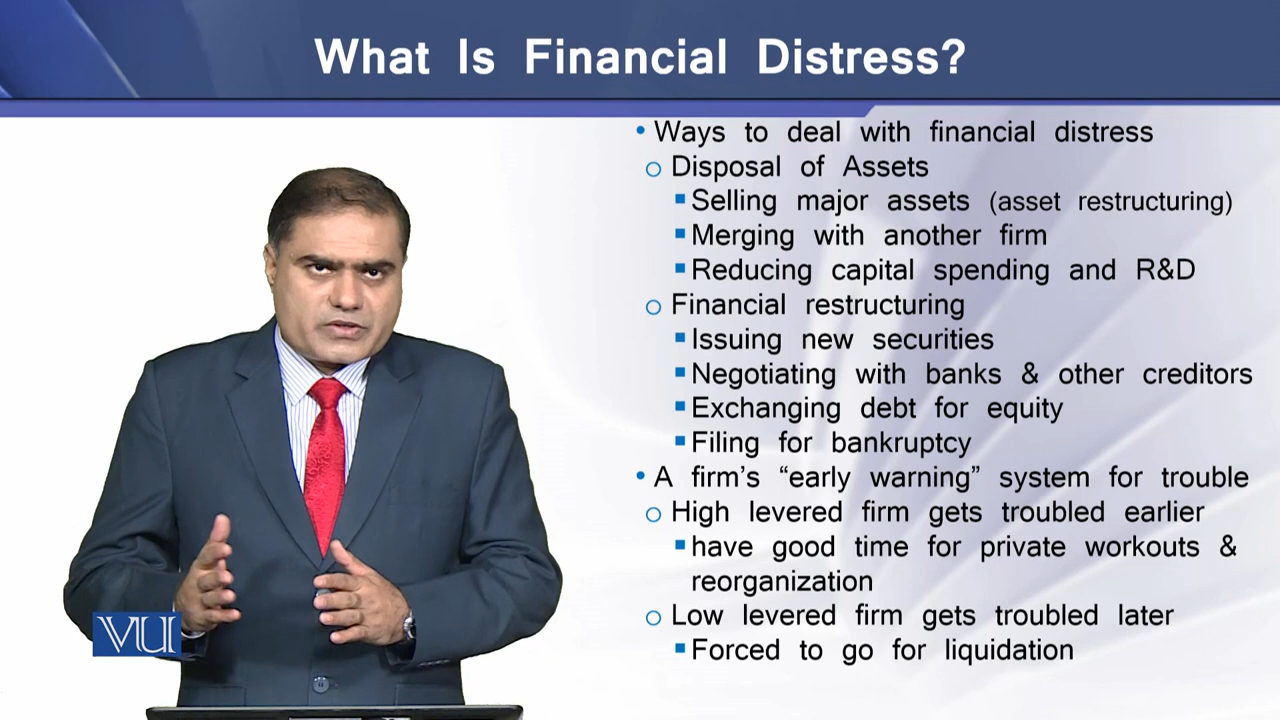 What Is Financial Distress?
• Ways to deal with financial distress
o Disposal of Assets
▪ Selling major assets (asset restructuring)
▪ Merging with another firm
▪ Reducing capital spending and R&D
o Financial restructuring
▪ Issuing new securities
▪ Negotiating with banks & other creditors
▪ Exchanging debt for equity
▪ Filing for bankruptcy
• A firm’s “early warning” system for trouble
o High levered firm gets troubled earlier
▪ have good time for private workouts &
reorganization
o Low levered firm gets troubled later
▪ Forced to go for liquidation
VU